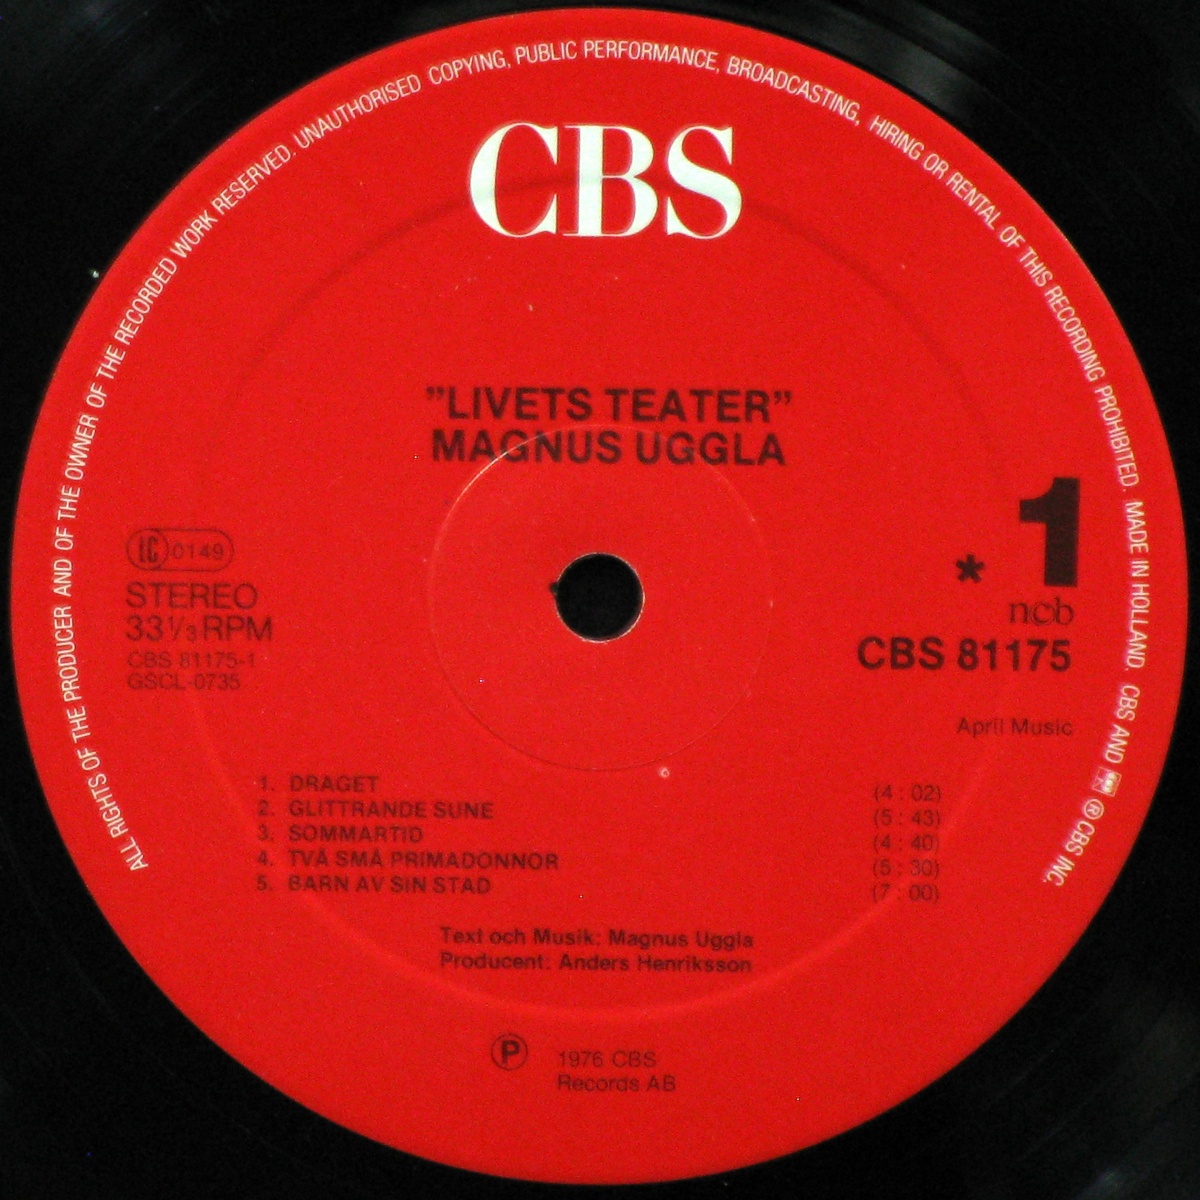 ALL RIGHTS OF THE PRODUCER AND OF THE OWNER OF THE RECORDED WORK RESERVED. UNAUTHORISED COPYING, PUBLIC PERFORMANCE, BROADCASTING, HIRING OR RENTAL OF THIS RECORDING PROHIBITED. MADE IN HOLLAND. CBS AND ® CBS INC.
CBS
”LIVETS TEATER”
MAGNUS UGGLA
LC 0149
STEREO
33 1/3 RPM
CBS 81175-1
GSCL-0735
* 1
ncb
CBS 81175
April Music
1. DRAGET (4 : 02)
2. GLITTRANDE SUNE (5 : 43)
3. SOMMARTID (4 : 40)
4. TVÅ SMÅ PRIMADONNOR (5 : 30)
5. BARN AV SIN STAD (7 : 00)
Text och Musik: Magnus Uggla
Producent: Anders Henriksson
Ⓟ 1976 CBS
Records AB